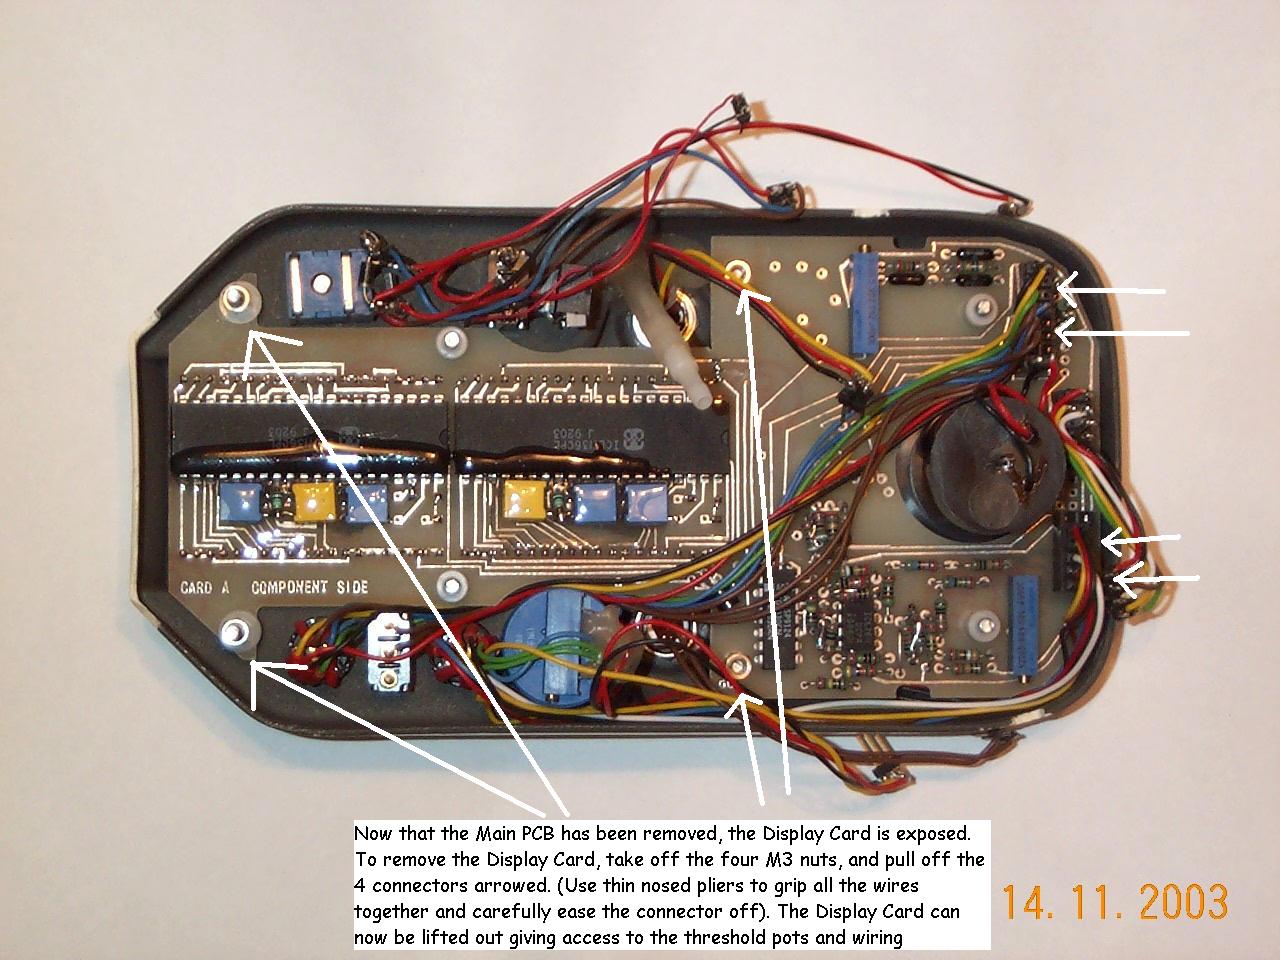 J 9203
ICL7136CPL
J 9203
CARD A COMPONENT SIDE
Now that the Main PCB has been removed, the Display Card is exposed.
To remove the Display Card, take off the four M3 nuts, and pull off the
4 connectors arrowed. (Use thin nosed pliers to grip all the wires
together and carefully ease the connector off). The Display Card can
now be lifted out giving access to the threshold pots and wiring
14. 11. 2003